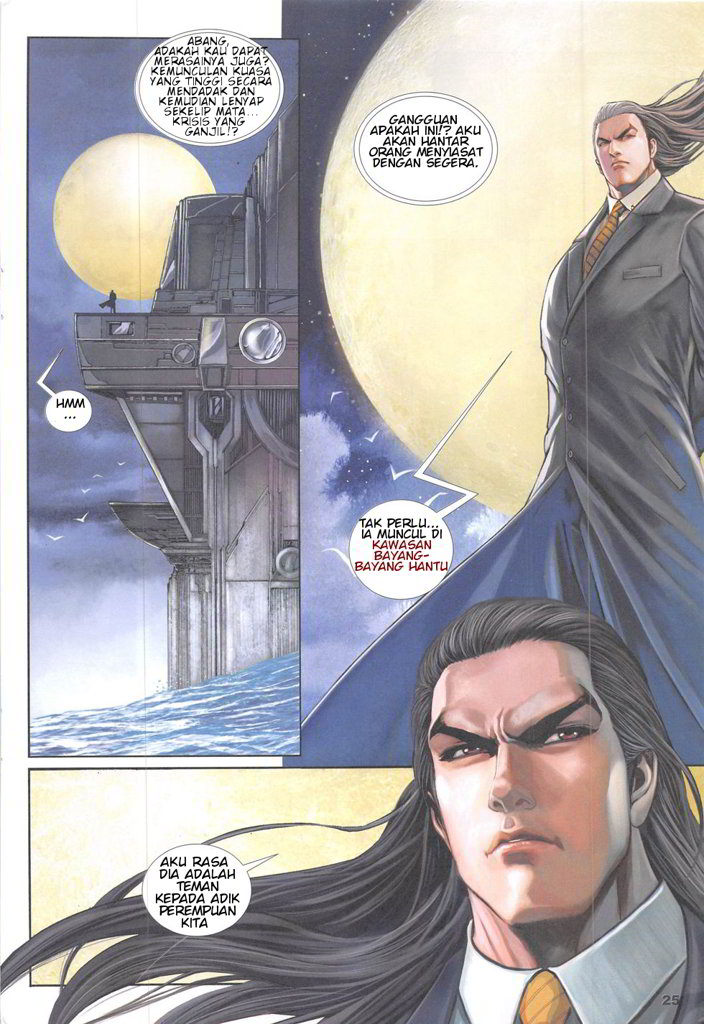 ABANG,
ADAKAH KAU DAPAT
MERASAINYA JUGA?
KEMUNCULAN KUASA
YANG TINGGI SECARA
MENDADAK DAN
KEMUDIAN LENYAP
SEKELIP MATA...
KRISIS YANG
GANJIL!?
HMM
...
GANGGUAN
APAKAH INI!? AKU
AKAN HANTAR
ORANG MENYIASAT
DENGAN SEGERA.
TAK PERLU...
IA MUNCUL DI
KAWASAN
BAYANG-
BAYANG HANTU
AKU RASA
DIA ADALAH
TEMAN
KEPADA ADIK
PEREMPUAN
KITA
25